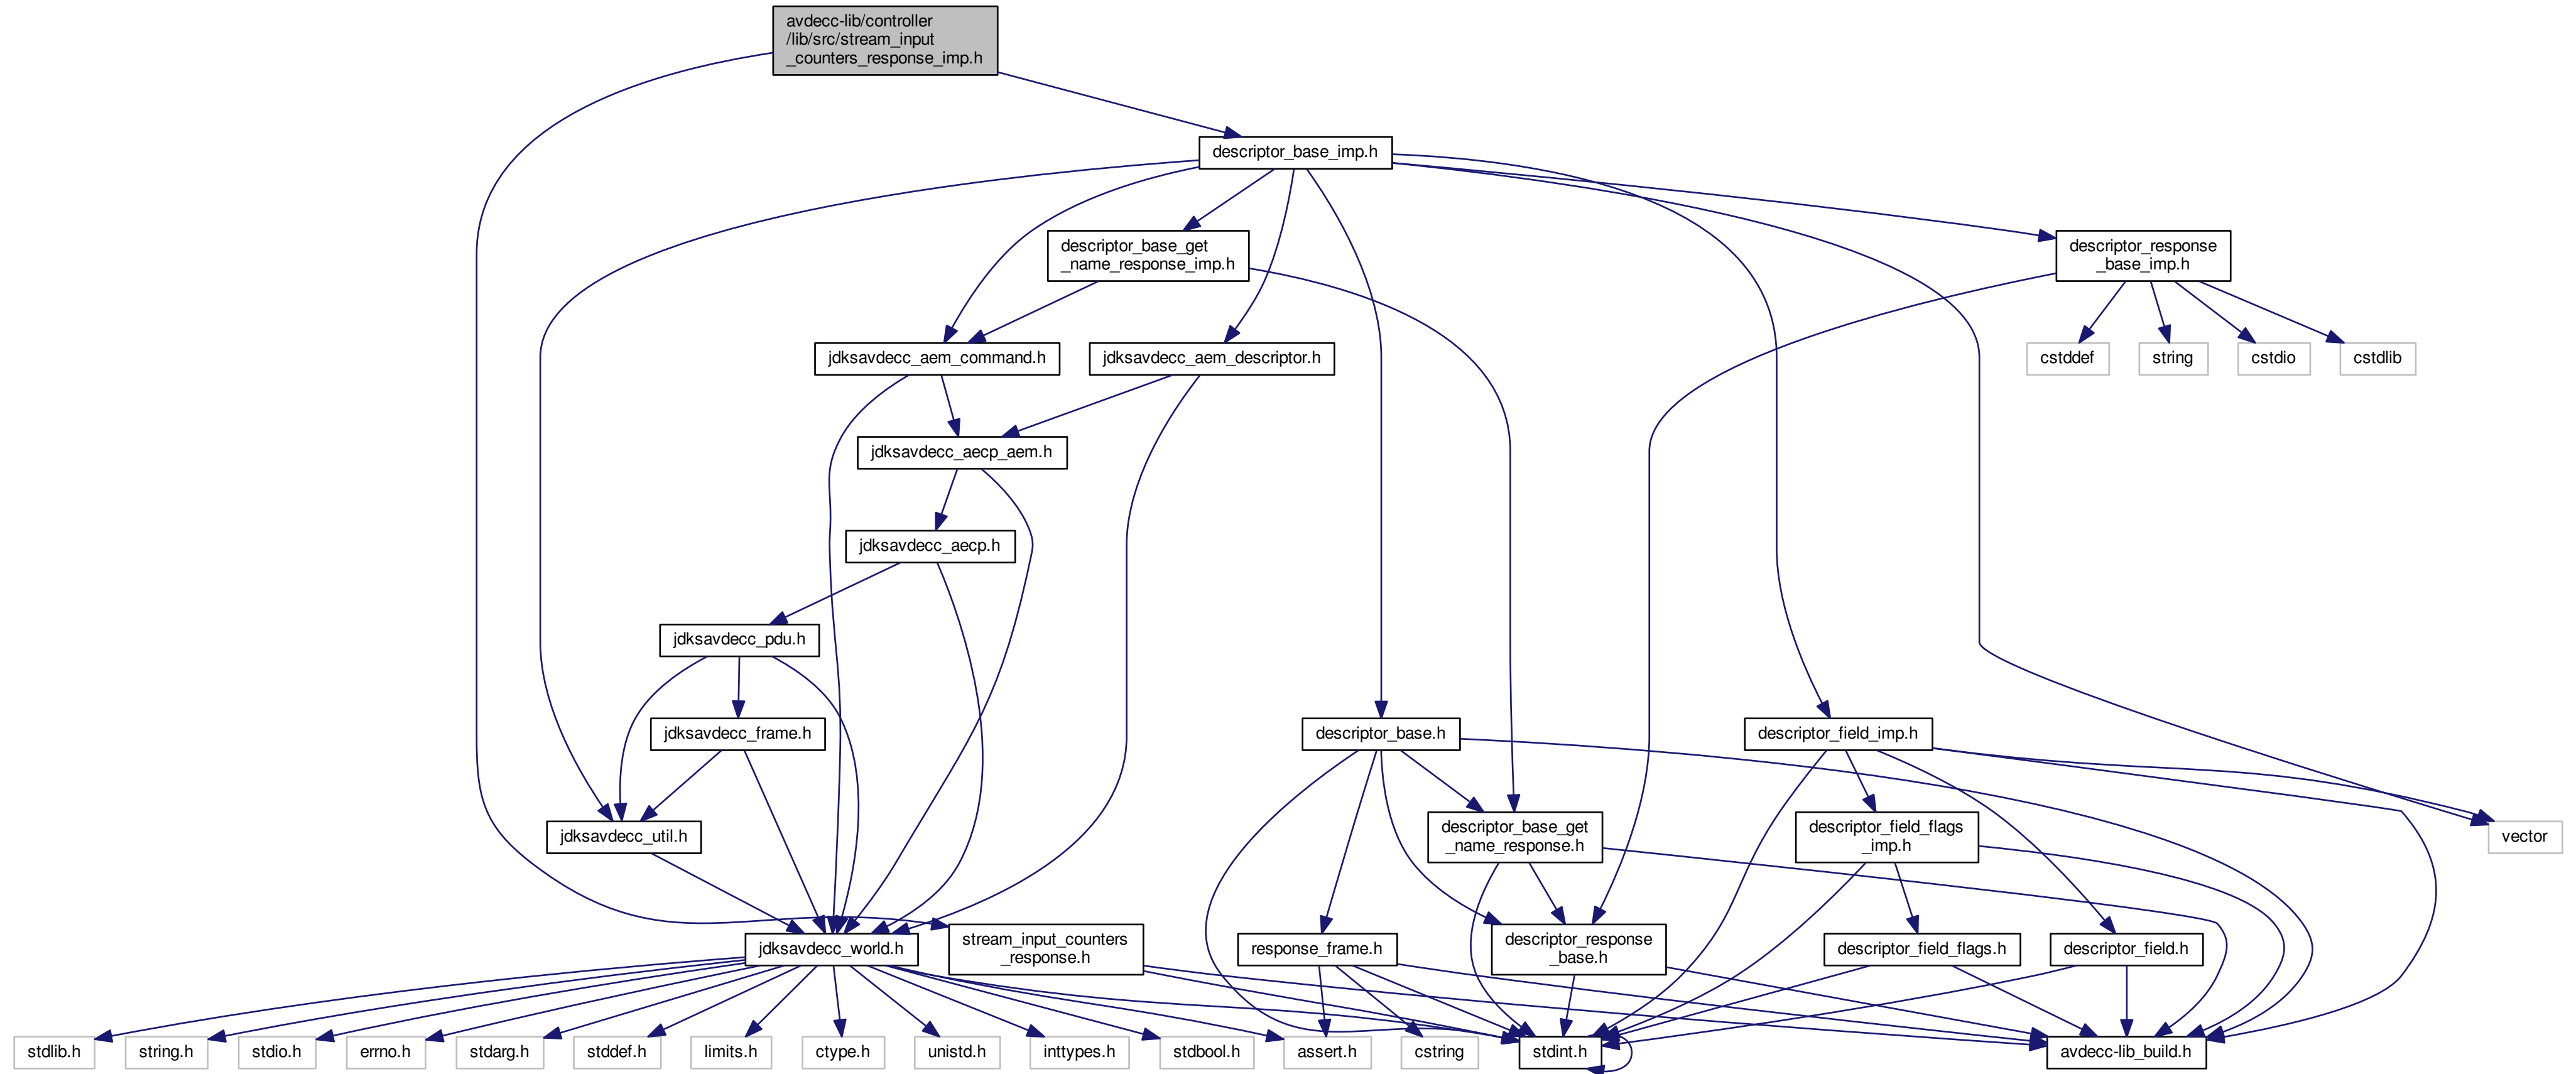 avdecc-lib/controller
/lib/src/stream_input
_counters_response_imp.h
descriptor_base_imp.h
descriptor_base_get
_name_response_imp.h
descriptor_response
_base_imp.h
jdksavdecc_aem_command.h
jdksavdecc_aem_descriptor.h
cstddef
string
cstdio
cstdlib
jdksavdecc_aecp_aem.h
jdksavdecc_aecp.h
jdksavdecc_pdu.h
jdksavdecc_frame.h
descriptor_base.h
descriptor_field_imp.h
jdksavdecc_util.h
descriptor_base_get
_name_response.h
descriptor_field_flags
_imp.h
vector
jdksavdecc_world.h
stream_input_counters
_response.h
response_frame.h
descriptor_response
_base.h
descriptor_field_flags.h
descriptor_field.h
stdlib.h
string.h
stdio.h
errno.h
stdarg.h
stddef.h
limits.h
ctype.h
unistd.h
inttypes.h
stdbool.h
assert.h
cstring
stdint.h
avdecc-lib_build.h